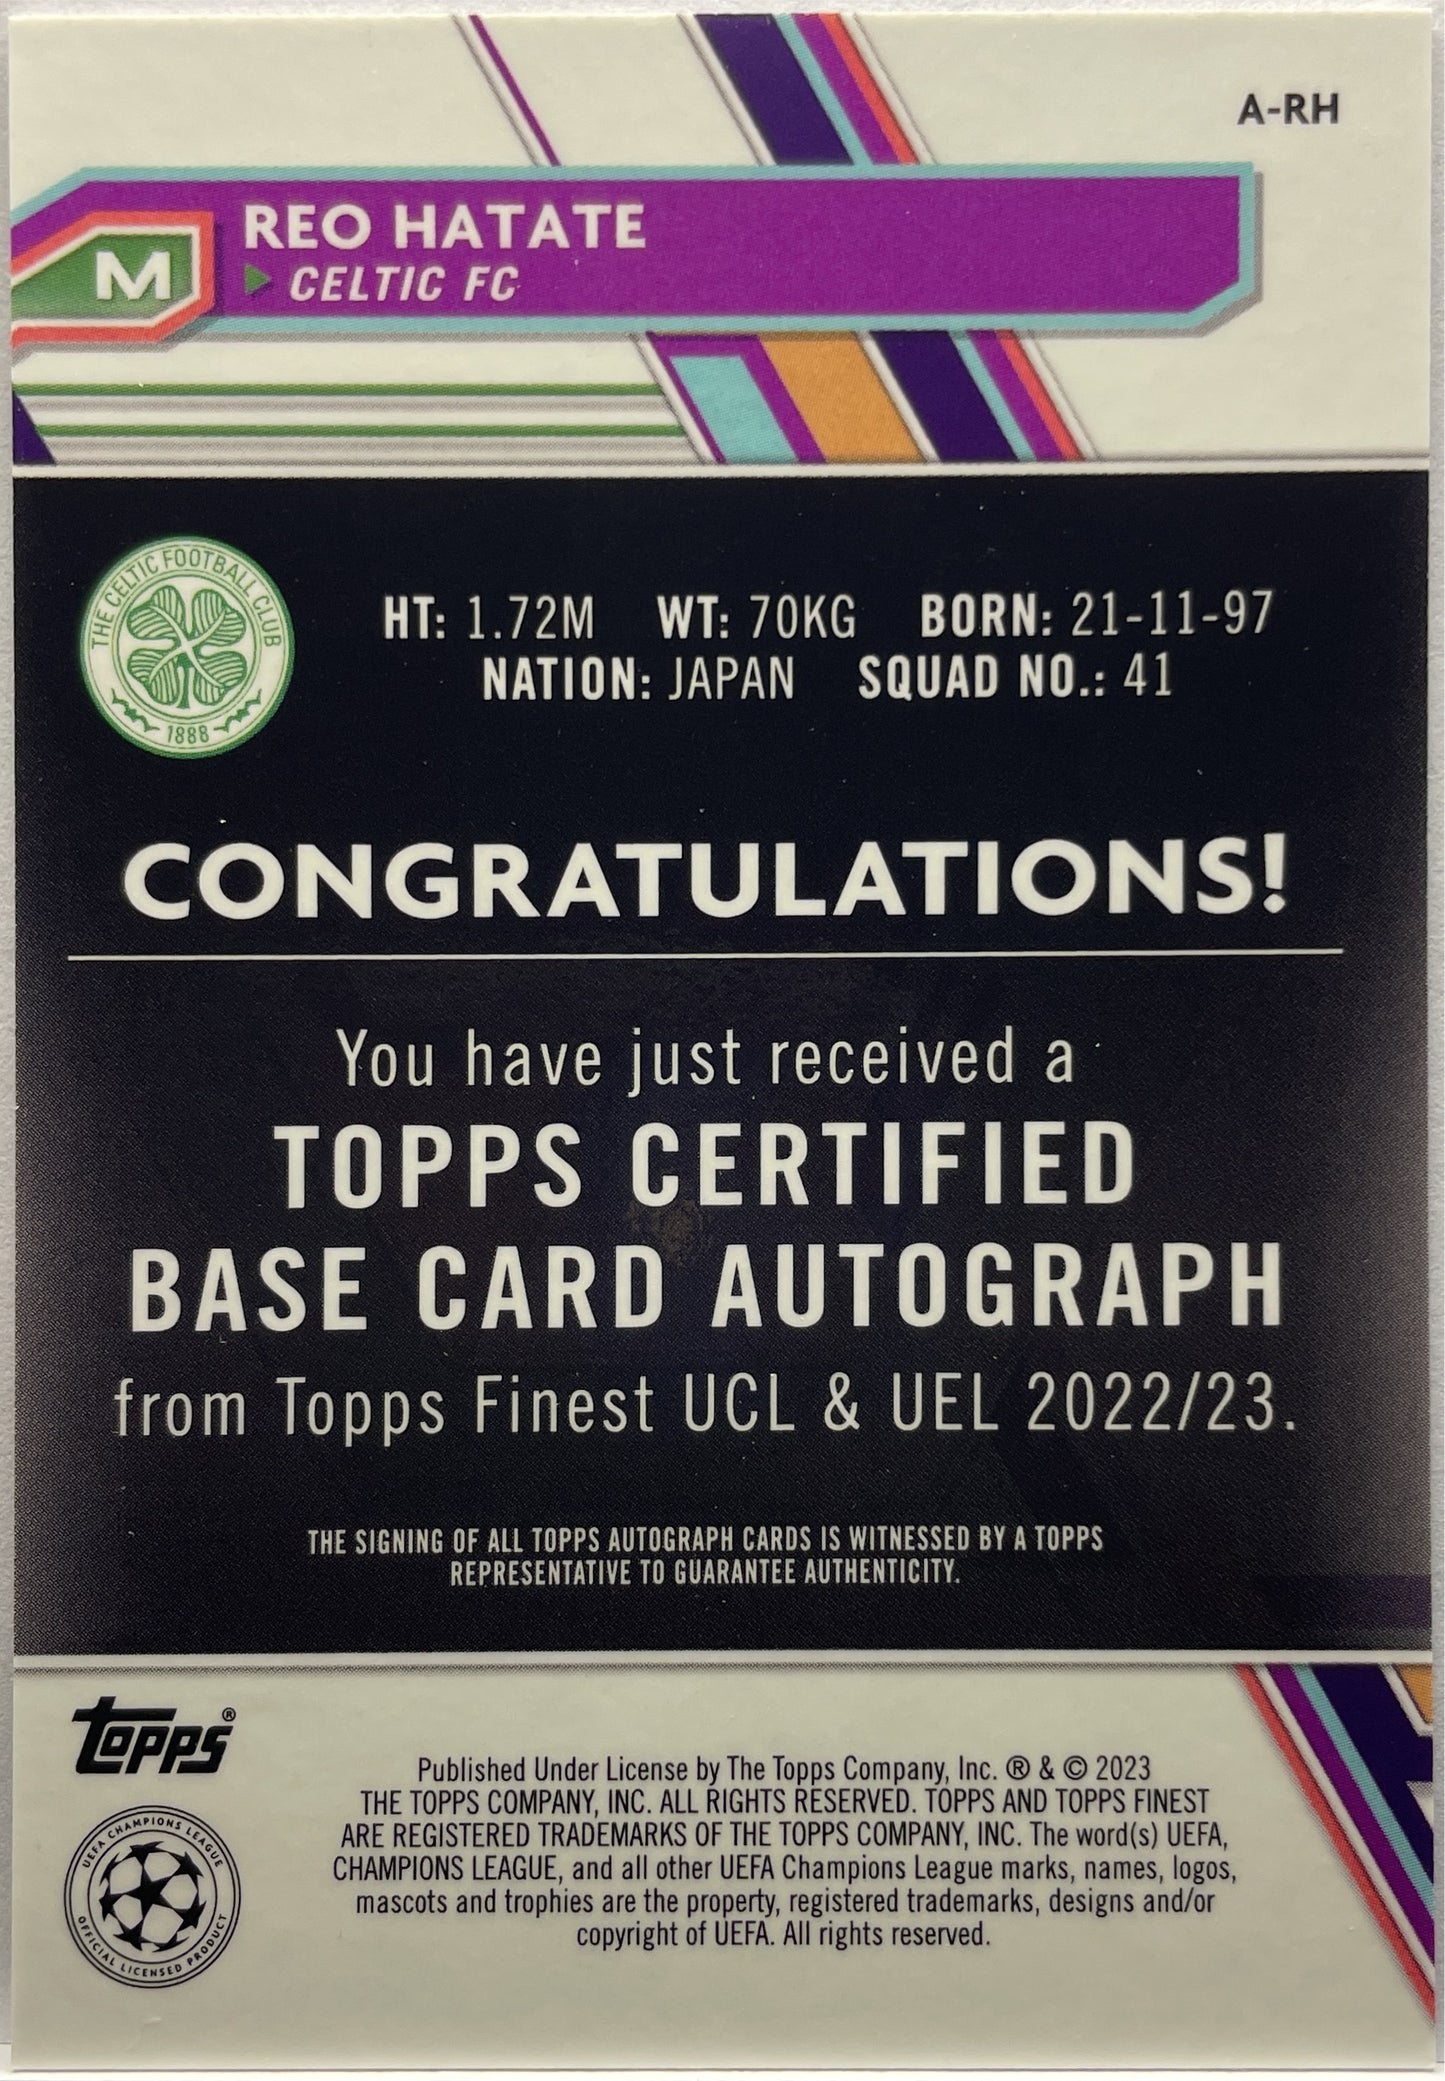 A-RH
REO HATATE
M
CELTIC FC
THE CELTIC FOOTBALL CLUB
1888
HT: 1.72M WT: 70KG BORN: 21-11-97
NATION: JAPAN SQUAD NO.: 41
CONGRATULATIONS!
You have just received a
TOPPS CERTIFIED
BASE CARD AUTOGRAPH
from Topps Finest UCL & UEL 2022/23.
THE SIGNING OF ALL TOPPS AUTOGRAPH CARDS IS WITNESSED BY A TOPPS
REPRESENTATIVE TO GUARANTEE AUTHENTICITY.
topps®
Published Under License by The Topps Company, Inc. ® & © 2023
THE TOPPS COMPANY, INC. ALL RIGHTS RESERVED. TOPPS AND TOPPS FINEST
ARE REGISTERED TRADEMARKS OF THE TOPPS COMPANY, INC. The word(s) UEFA,
CHAMPIONS LEAGUE, and all other UEFA Champions League marks, names, logos,
mascots and trophies are the property, registered trademarks, designs and/or
copyright of UEFA. All rights reserved.
UEFA CHAMPIONS LEAGUE
OFFICIAL LICENSED PRODUCT